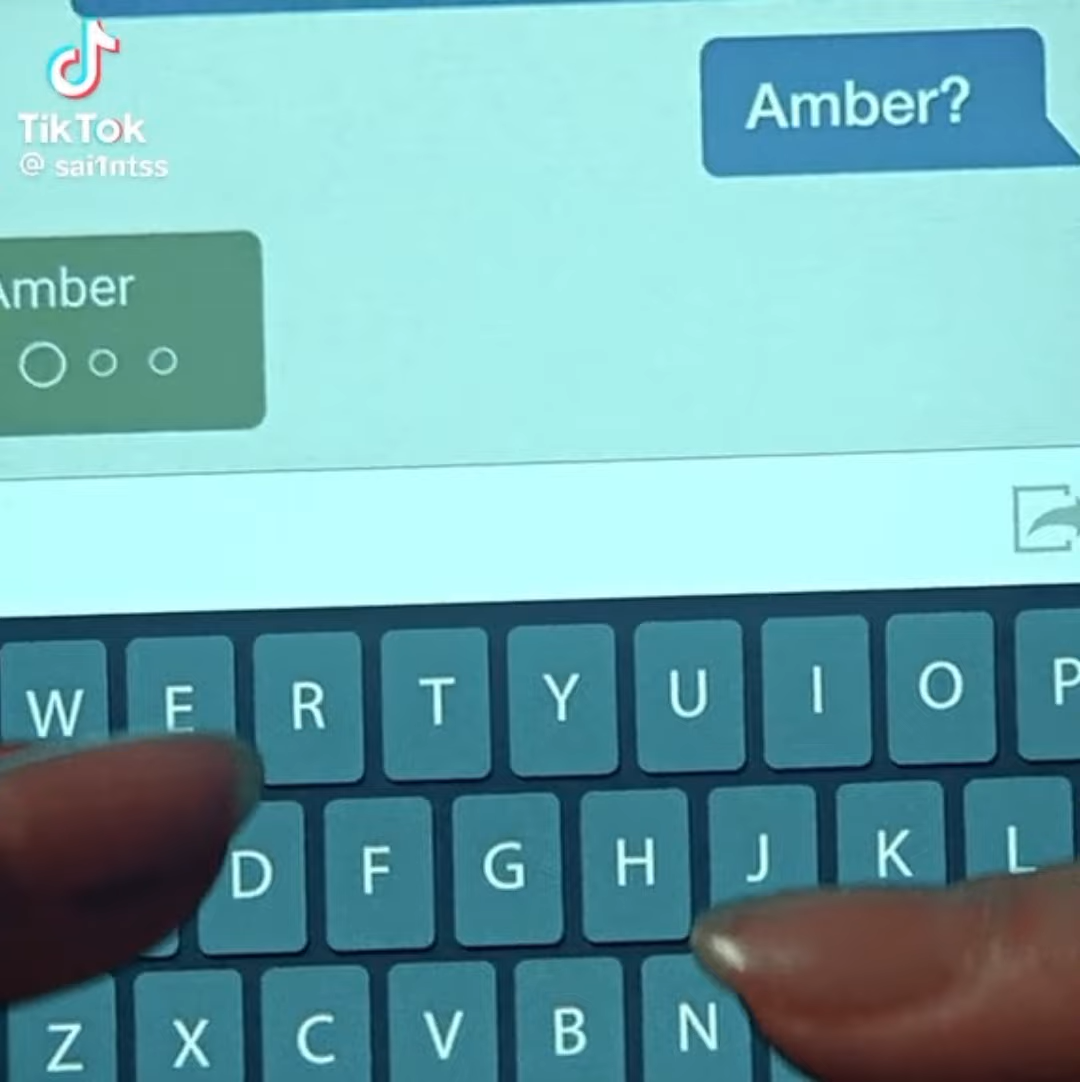 TikTok
@ sai1ntss
Amber?
Amber
W E R T Y U I O P
D F G H J K L
Z X C V B N